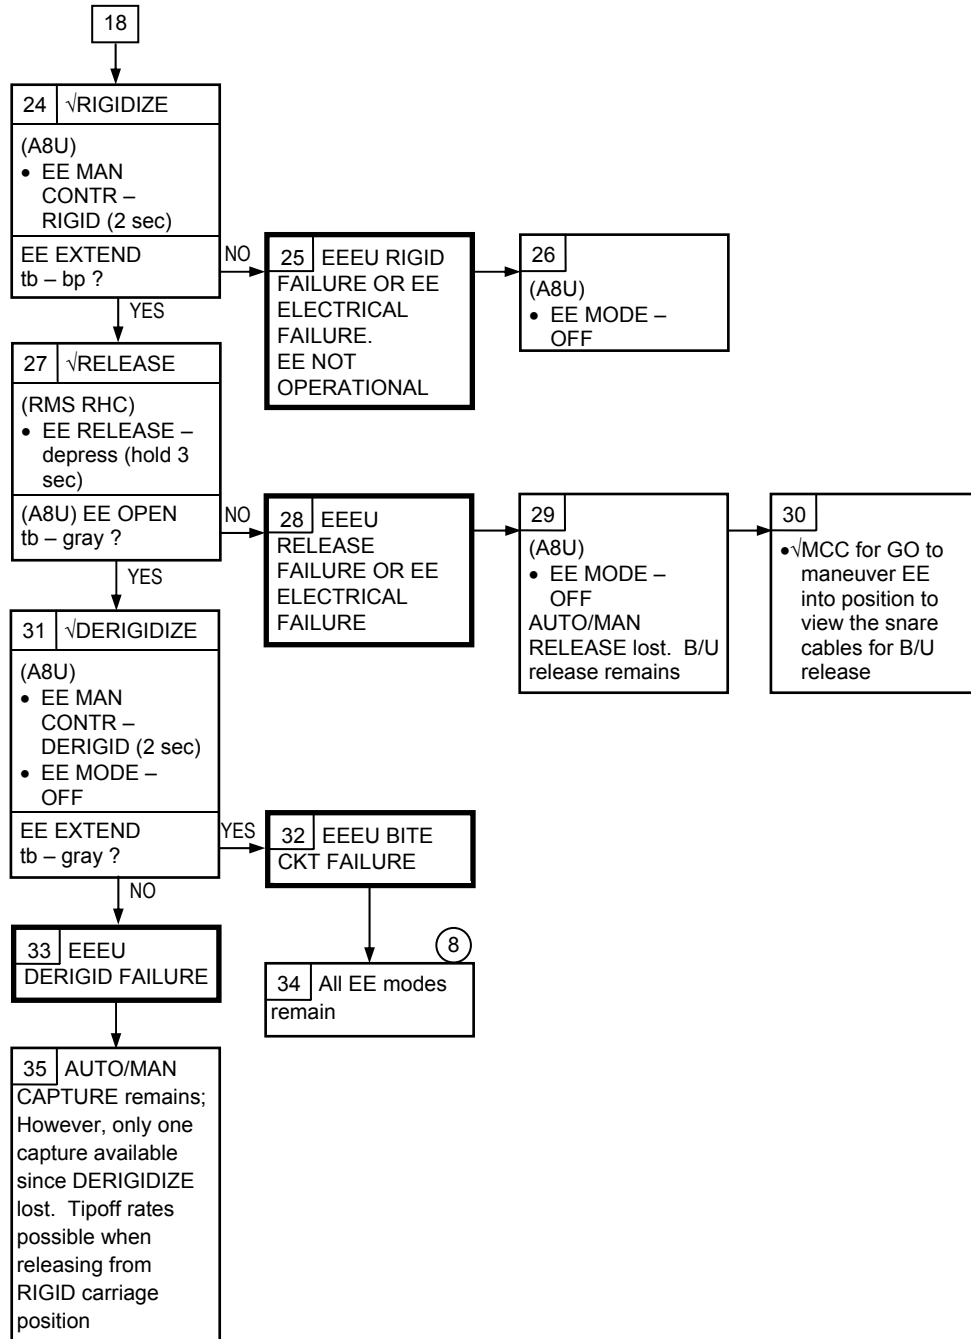 18
24 √RIGIDIZE
(A8U)
• EE MAN
CONTR –
RIGID (2 sec)
EE EXTEND
tb – bp ?
NO
YES
25 EEEU RIGID
FAILURE OR EE
ELECTRICAL
FAILURE.
EE NOT
OPERATIONAL
26
(A8U)
• EE MODE –
OFF
27 √RELEASE
(RMS RHC)
• EE RELEASE –
depress (hold 3
sec)
(A8U) EE OPEN
tb – gray ?
NO
YES
28 EEEU
RELEASE
FAILURE OR EE
ELECTRICAL
FAILURE
29
(A8U)
• EE MODE –
OFF
AUTO/MAN
RELEASE lost. B/U
release remains
30
•√MCC for GO to
maneuver EE
into position to
view the snare
cables for B/U
release
31 √DERIGIDIZE
(A8U)
• EE MAN
CONTR –
DERIGID (2 sec)
• EE MODE –
OFF
EE EXTEND
tb – gray ?
YES
NO
32 EEEU BITE
CKT FAILURE
33 EEEU
DERIGID FAILURE
8
34 All EE modes
remain
35 AUTO/MAN
CAPTURE remains;
However, only one
capture available
since DERIGIDIZE
lost. Tipoff rates
possible when
releasing from
RIGID carriage
position